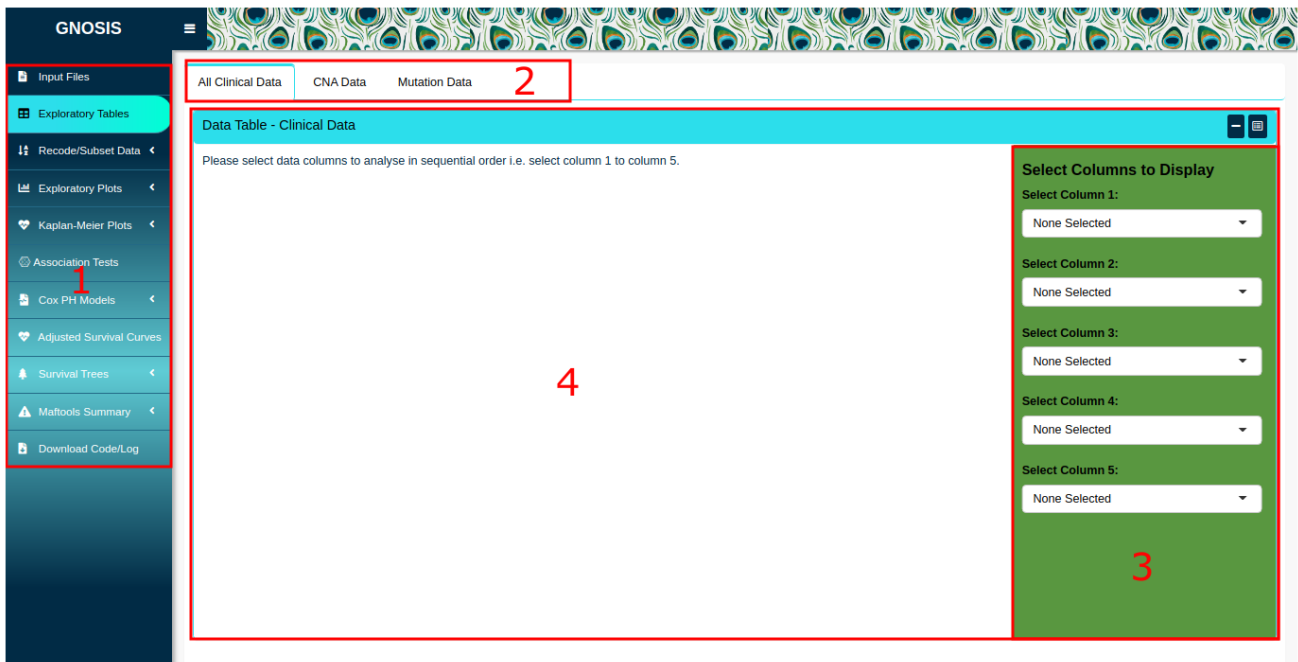 GNOSIS
Input Files
Exploratory Tables
Recode/Subset Data
Exploratory Plots
Kaplan-Meier Plots
Association Tests
1
Cox PH Models
Adjusted Survival Curves
Survival Trees
Maftools Summary
Download Code/Log
All Clinical Data CNA Data Mutation Data 2
Data Table - Clinical Data
Please select data columns to analyse in sequential order i.e. select column 1 to column 5.
4
Select Columns to Display
Select Column 1:
None Selected
Select Column 2:
None Selected
Select Column 3:
None Selected
Select Column 4:
None Selected
Select Column 5:
None Selected
3